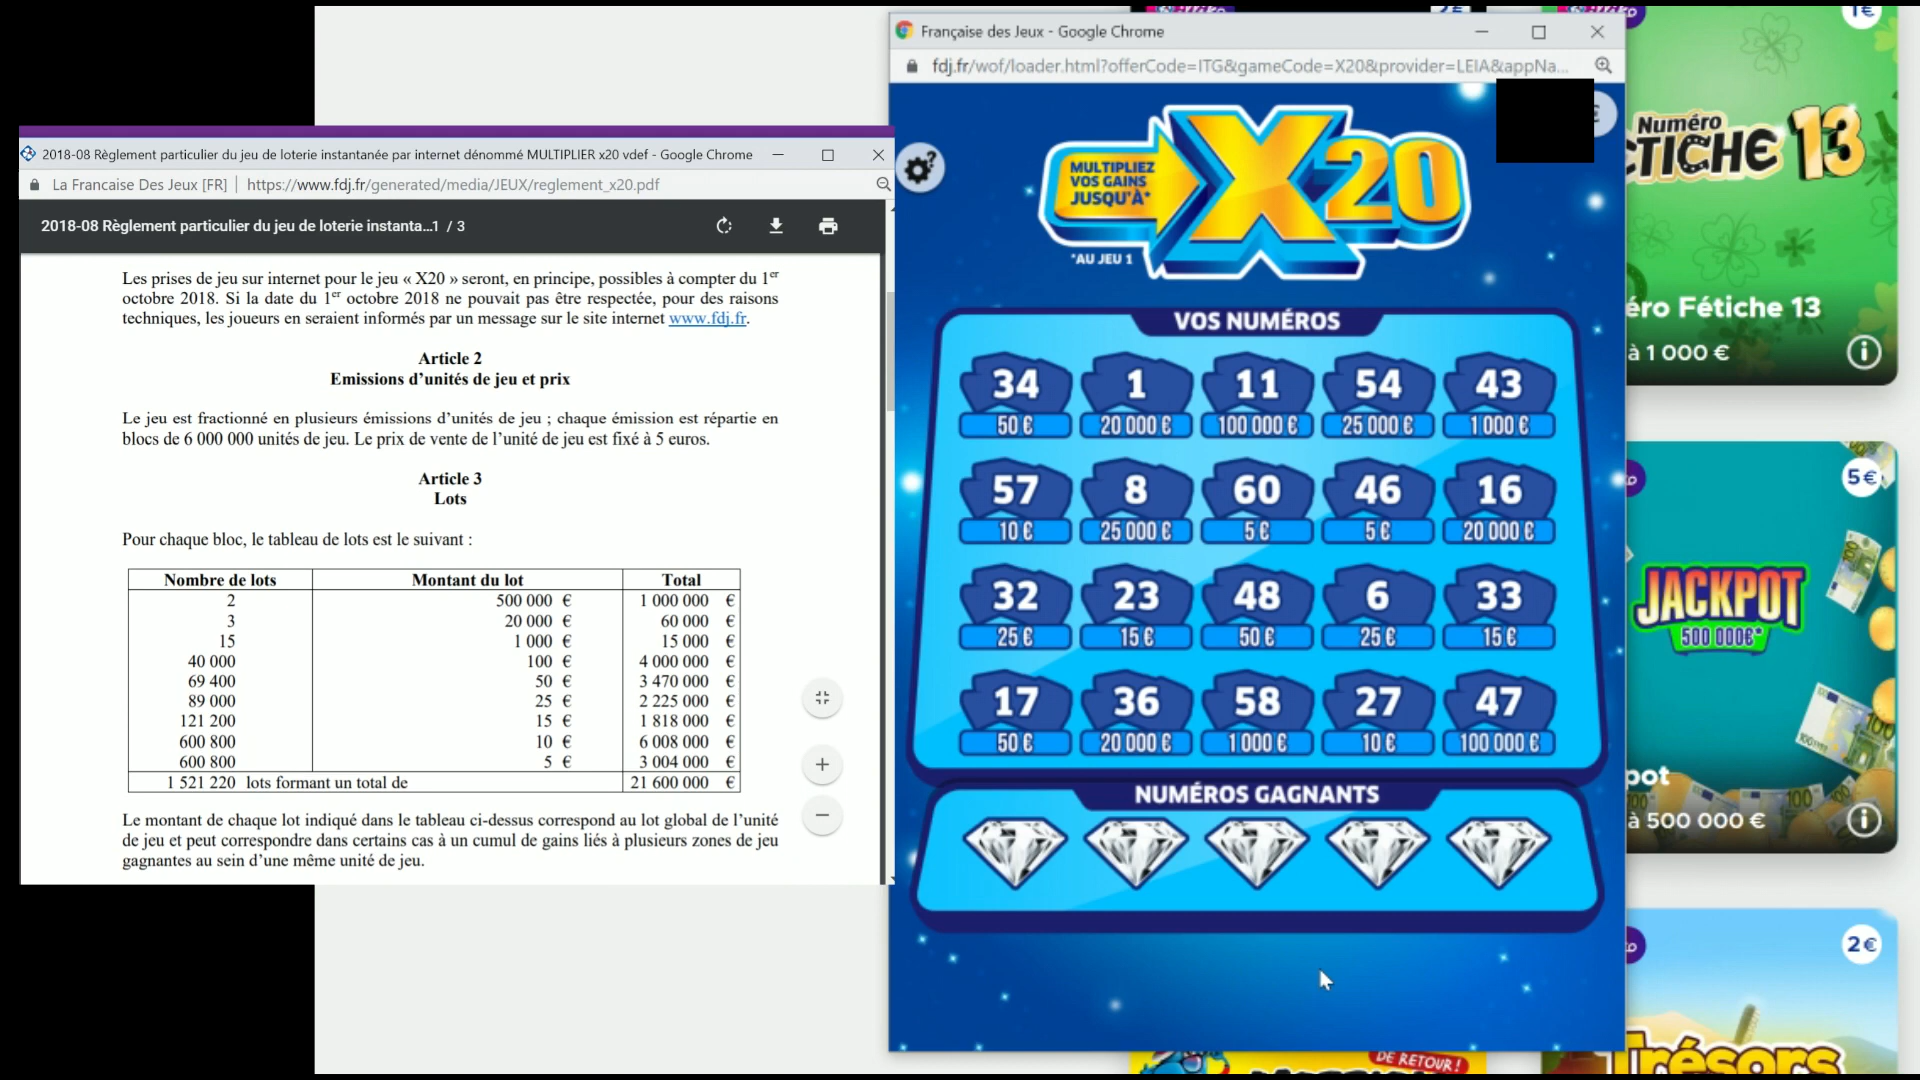 2018-08 Règlement particulier du jeu de loterie instantanée par internet dénommé MULTIPLIER x20 vdef - Google Chrome
La Francaise Des Jeux [FR] | https://www.fdj.fr/generated/media/JEUX/reglement_x20.pdf
2018-08 Règlement particulier du jeu de loterie instanta...1 / 3
Les prises de jeu sur internet pour le jeu « X20 » seront, en principe, possibles à compter du 1er
octobre 2018. Si la date du 1er octobre 2018 ne pouvait pas être respectée, pour des raisons
techniques, les joueurs en seraient informés par un message sur le site internet www.fdj.fr.
Article 2
Emissions d’unités de jeu et prix
Le jeu est fractionné en plusieurs émissions d’unités de jeu ; chaque émission est répartie en
blocs de 6 000 000 unités de jeu. Le prix de vente de l’unité de jeu est fixé à 5 euros.
Article 3
Lots
Pour chaque bloc, le tableau de lots est le suivant :
Nombre de lots Montant du lot Total
2 500 000 € 1 000 000 €
3 20 000 € 60 000 €
15 1 000 € 15 000 €
40 000 100 € 4 000 000 €
69 400 50 € 3 470 000 €
89 000 25 € 2 225 000 €
121 200 15 € 1 818 000 €
600 800 10 € 6 008 000 €
600 800 5 € 3 004 000 €
1 521 220 lots formant un total de 21 600 000 €
Le montant de chaque lot indiqué dans le tableau ci-dessus correspond au lot global de l’unité
de jeu et peut correspondre dans certains cas à un cumul de gains liés à plusieurs zones de jeu
gagnantes au sein d’une même unité de jeu.
Française des Jeux - Google Chrome
fdj.fr/wof/loader.html?offerCode=ITG&gameCode=X20&provider=LEIA&appNa...
MULTIPLIEZ
VOS GAINS
JUSQU'À*
X20
*AU JEU 1
VOS NUMÉROS
34 1 11 54 43
50 € 20 000 € 100 000 € 25 000 € 1 000 €
57 8 60 46 16
10 € 25 000 € 5 € 5 € 20 000 €
32 23 48 6 33
25 € 15 € 50 € 25 € 15 €
17 36 58 27 47
50 € 20 000 € 1 000 € 10 € 100 000 €
NUMÉROS GAGNANTS
2€
1€
Numéro
TICHE 13
éro Fétiche 13
à 1 000 €
5€
JACKPOT
500 000€*
pot
à 500 000 €
2€
Trésors
DE RETOUR !